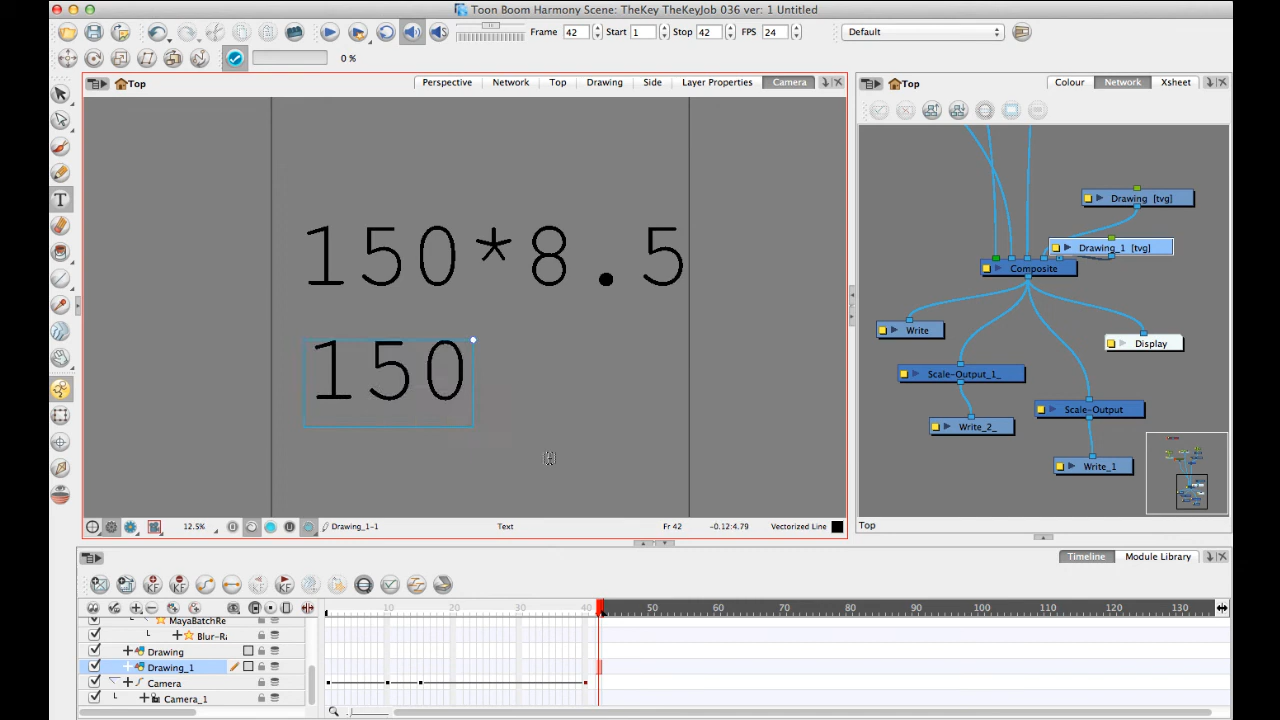 Toon Boom Harmony Scene: TheKey TheKeyJob 036 ver: 1 Untitled
Frame 42 Start 1 Stop 42 FPS 24 Default
0 %
Top Perspective Network Top Drawing Side Layer Properties Camera
Top Colour Network Xsheet
150*8.5
150
Drawing [tvg]
Drawing_1 [tvg]
Composite
Write
Display
Scale-Output_1_
Scale-Output
Write_2_
Write_1
12.5% Drawing_1-1 Text Fr 42 -0.12:4.79 Vectorized Line
Top
Timeline Module Library
10 20 30 40 50 60 70 80 90 100 110 120 130
MayaBatchRe
Blur-Ra
Drawing
Drawing_1
Camera
Camera_1